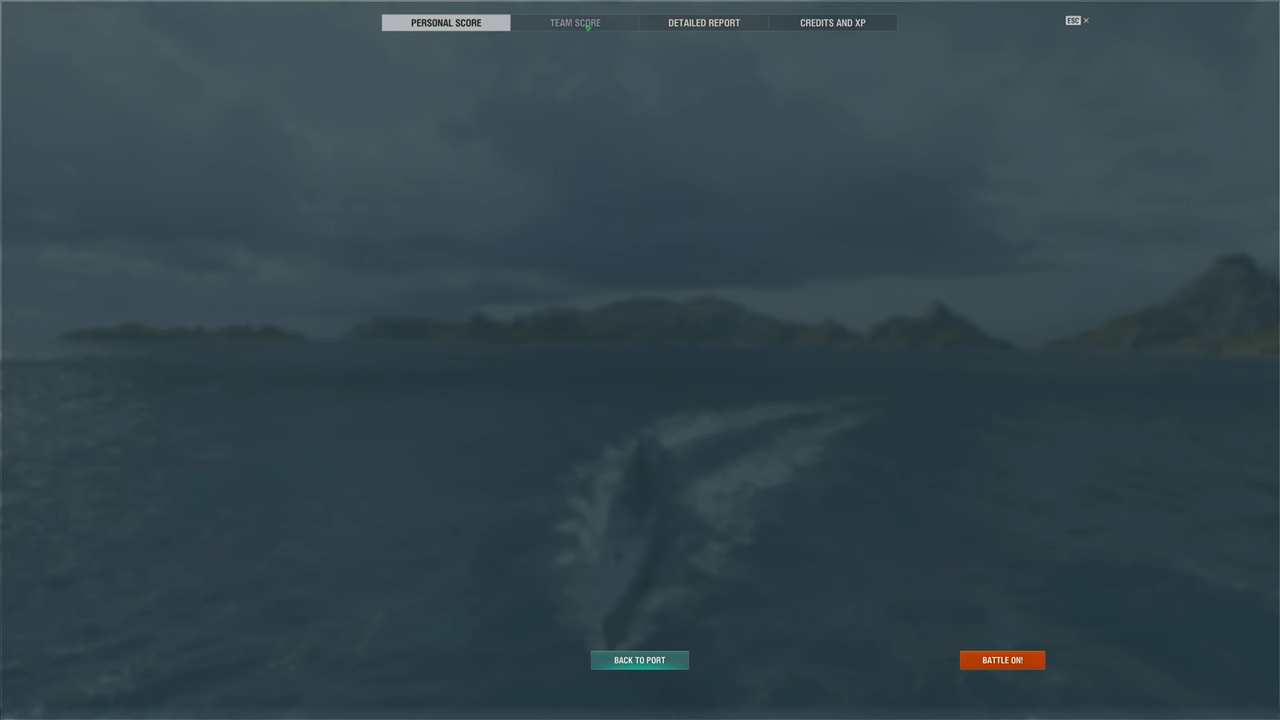 PERSONAL SCORE
TEAM SCORE
DETAILED REPORT
CREDITS AND XP
ESC ×
BACK TO PORT
BATTLE ON!